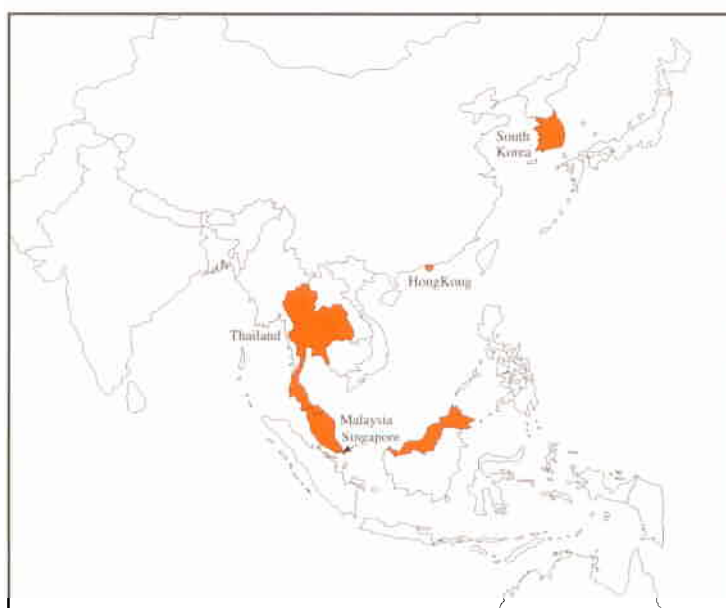 South
Korea
HongKong
Thailand
Malaysia
Singapore